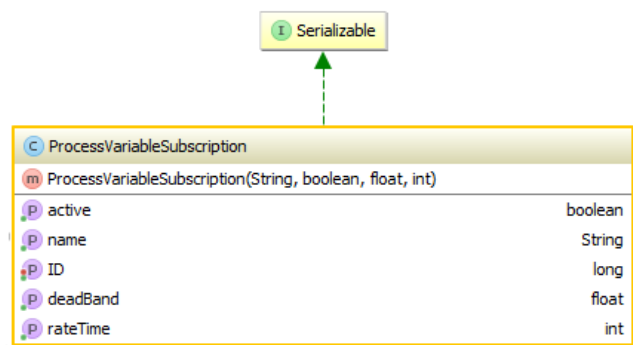 I Serializable
C ProcessVariableSubscription
m ProcessVariableSubscription(String, boolean, float, int)
P active boolean
P name String
P ID long
P deadBand float
P rateTime int